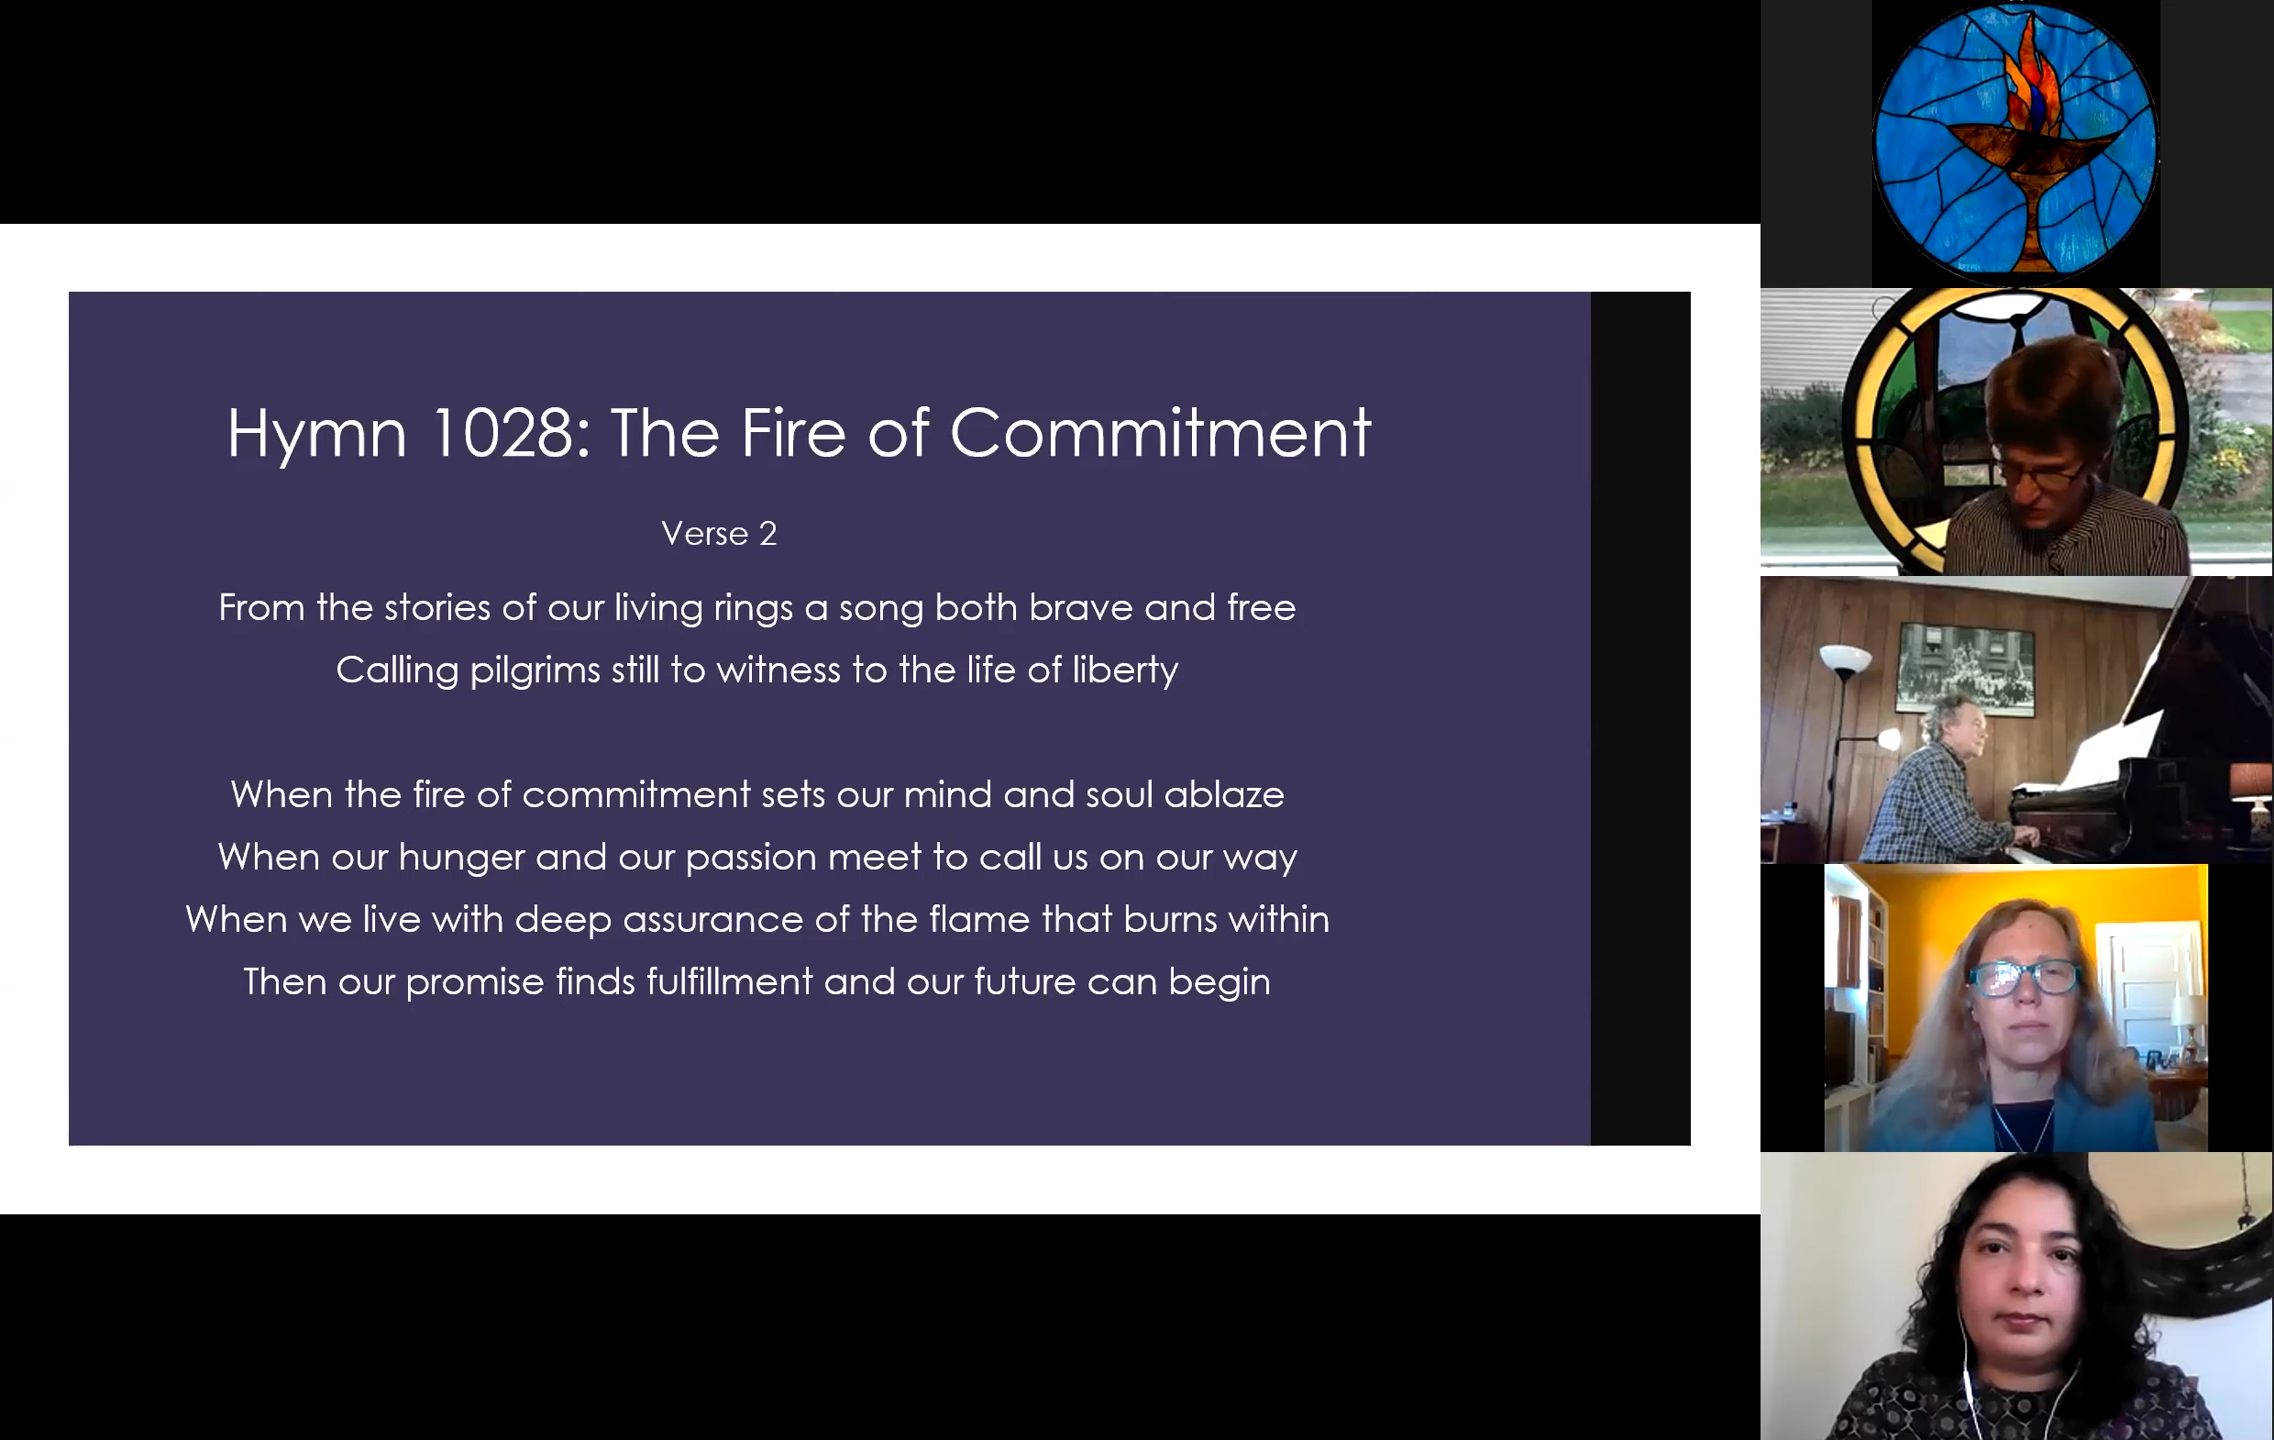 Hymn 1028: The Fire of Commitment
Verse 2
From the stories of our living rings a song both brave and free
Calling pilgrims still to witness to the life of liberty
When the fire of commitment sets our mind and soul ablaze
When our hunger and our passion meet to call us on our way
When we live with deep assurance of the flame that burns within
Then our promise finds fulfillment and our future can begin